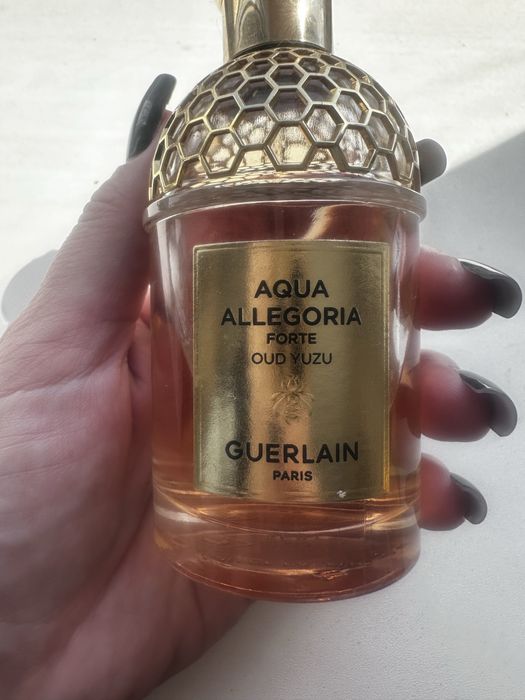 AQUA
ALLEGORIA
FORTE
OUD YUZU
GUERLAIN
PARIS